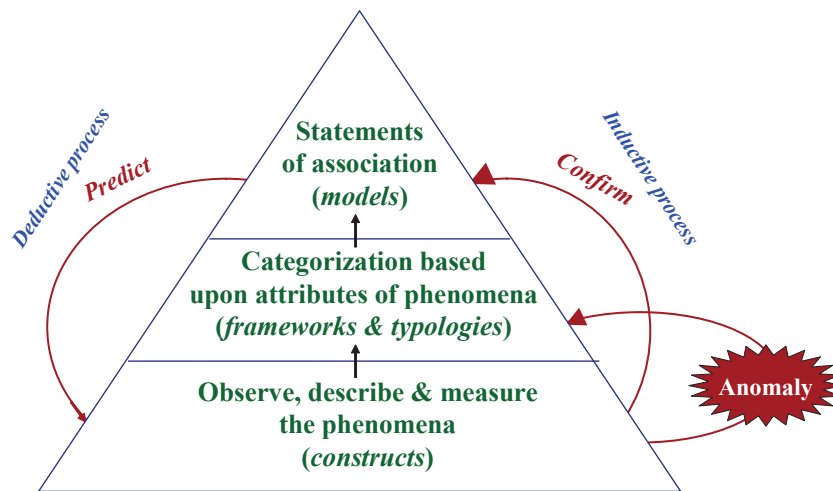 Deductive process
Predict
Statements
of association
(models)
Confirm
Inductive process
Categorization based
upon attributes of phenomena
(frameworks & typologies)
Observe, describe & measure
the phenomena
(constructs)
Anomaly